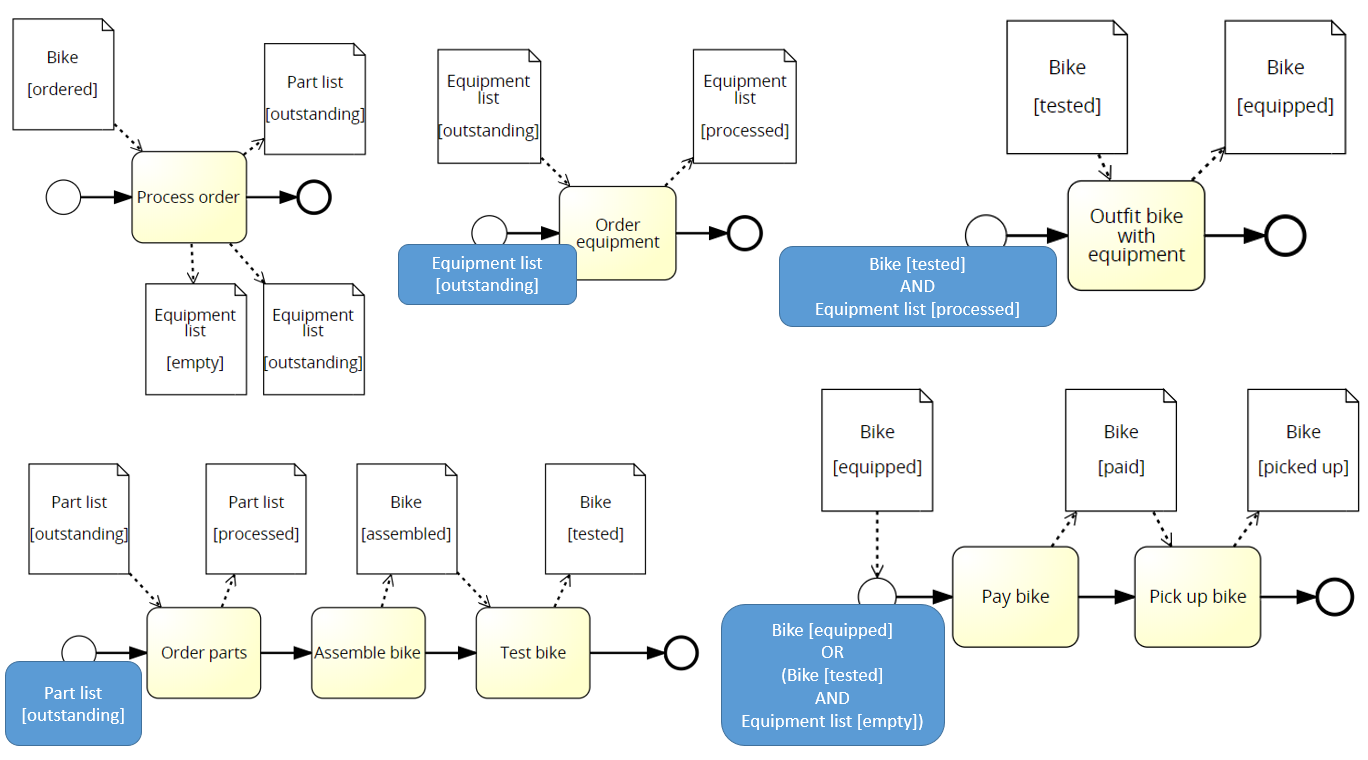 Bike
[ordered]
Part list
[outstanding]
Process order
Equipment
list
[empty]
Equipment
list
[outstanding]
Equipment
list
[outstanding]
Equipment
list
[processed]
Order
equipment
Equipment list
[outstanding]
Bike
[tested]
Bike
[equipped]
Outfit bike
with
equipment
Bike [tested]
AND
Equipment list [processed]
Part list
[outstanding]
Part list
[processed]
Bike
[assembled]
Bike
[tested]
Order parts
Assemble bike
Test bike
Part list
[outstanding]
Bike
[equipped]
Bike
[paid]
Bike
[picked up]
Pay bike
Pick up bike
Bike [equipped]
OR
(Bike [tested]
AND
Equipment list [empty])